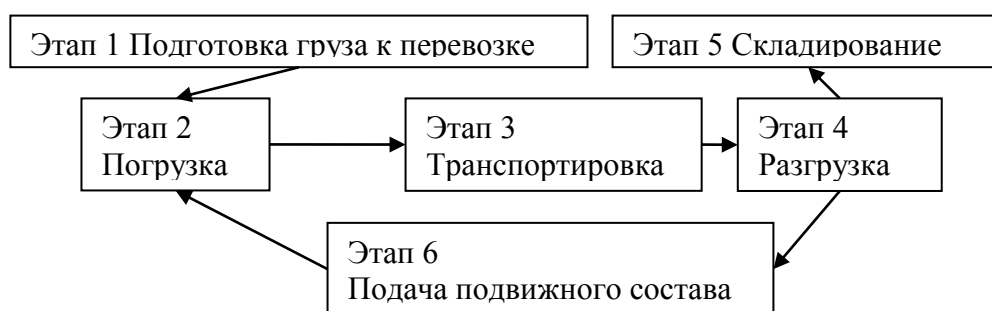 Этап 1 Подготовка груза к перевозке
Этап 5 Складирование
Этап 2
Погрузка
Этап 3
Транспортировка
Этап 4
Разгрузка
Этап 6
Подача подвижного состава